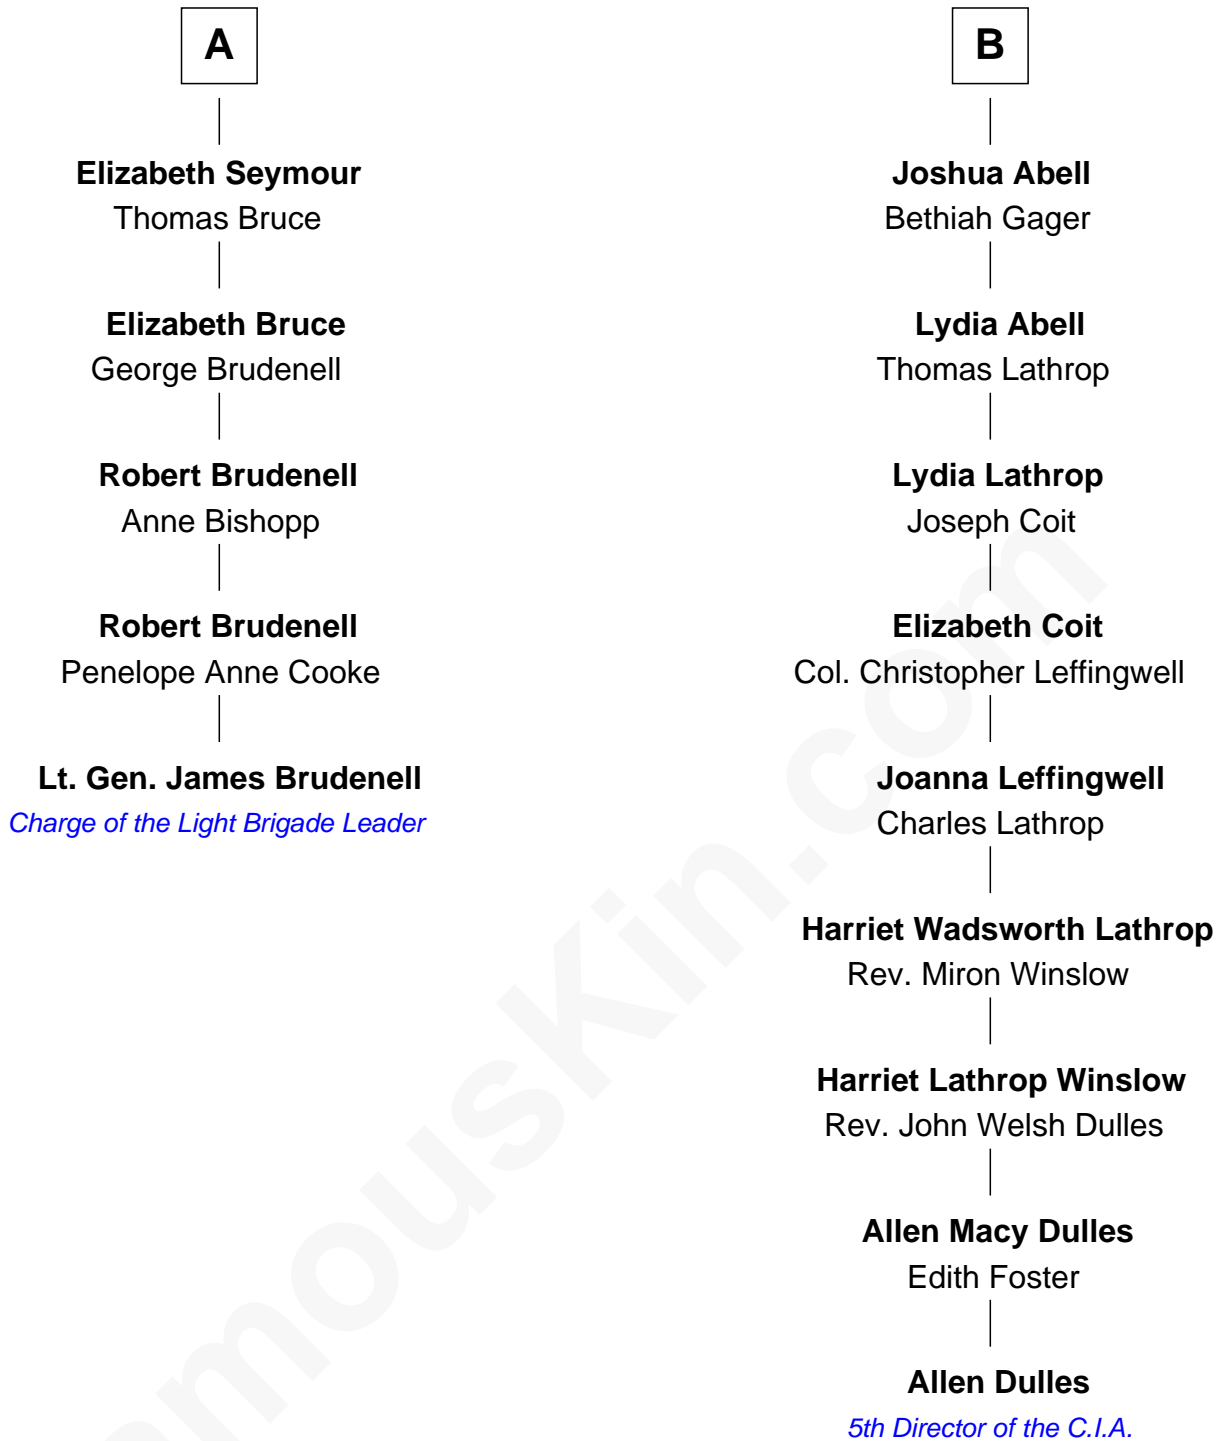 A
Elizabeth Seymour
Thomas Bruce
Elizabeth Bruce
George Brudenell
Robert Brudenell
Anne Bishopp
Robert Brudenell
Penelope Anne Cooke
Lt. Gen. James Brudenell
Charge of the Light Brigade Leader
B
Joshua Abell
Bethiah Gager
Lydia Abell
Thomas Lathrop
Lydia Lathrop
Joseph Coit
Elizabeth Coit
Col. Christopher Leffingwell
Joanna Leffingwell
Charles Lathrop
Harriet Wadsworth Lathrop
Rev. Miron Winslow
Harriet Lathrop Winslow
Rev. John Welsh Dulles
Allen Macy Dulles
Edith Foster
Allen Dulles
5th Director of the C.I.A.
amousKin.com